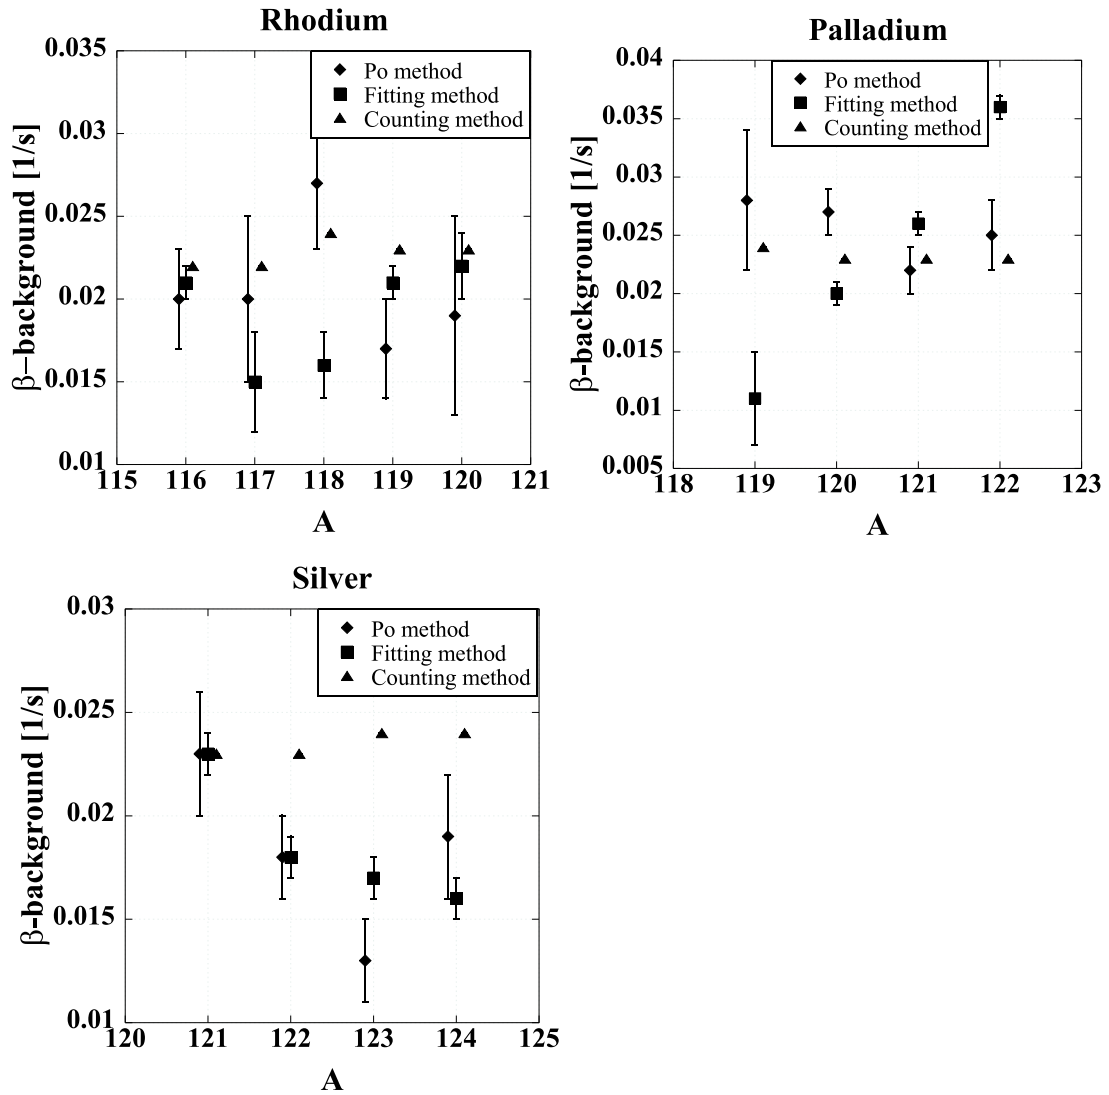 Rhodium
Po method
Fitting method
Counting method
β−background [1/s]
0.035
0.03
0.025
0.02
0.015
0.01
115 116 117 118 119 120 121
A
Palladium
Po method
Fitting method
Counting method
β-background [1/s]
0.04
0.035
0.03
0.025
0.02
0.015
0.01
0.005
118 119 120 121 122 123
A
Silver
Po method
Fitting method
Counting method
β-background [1/s]
0.03
0.025
0.02
0.015
0.01
120 121 122 123 124 125
A